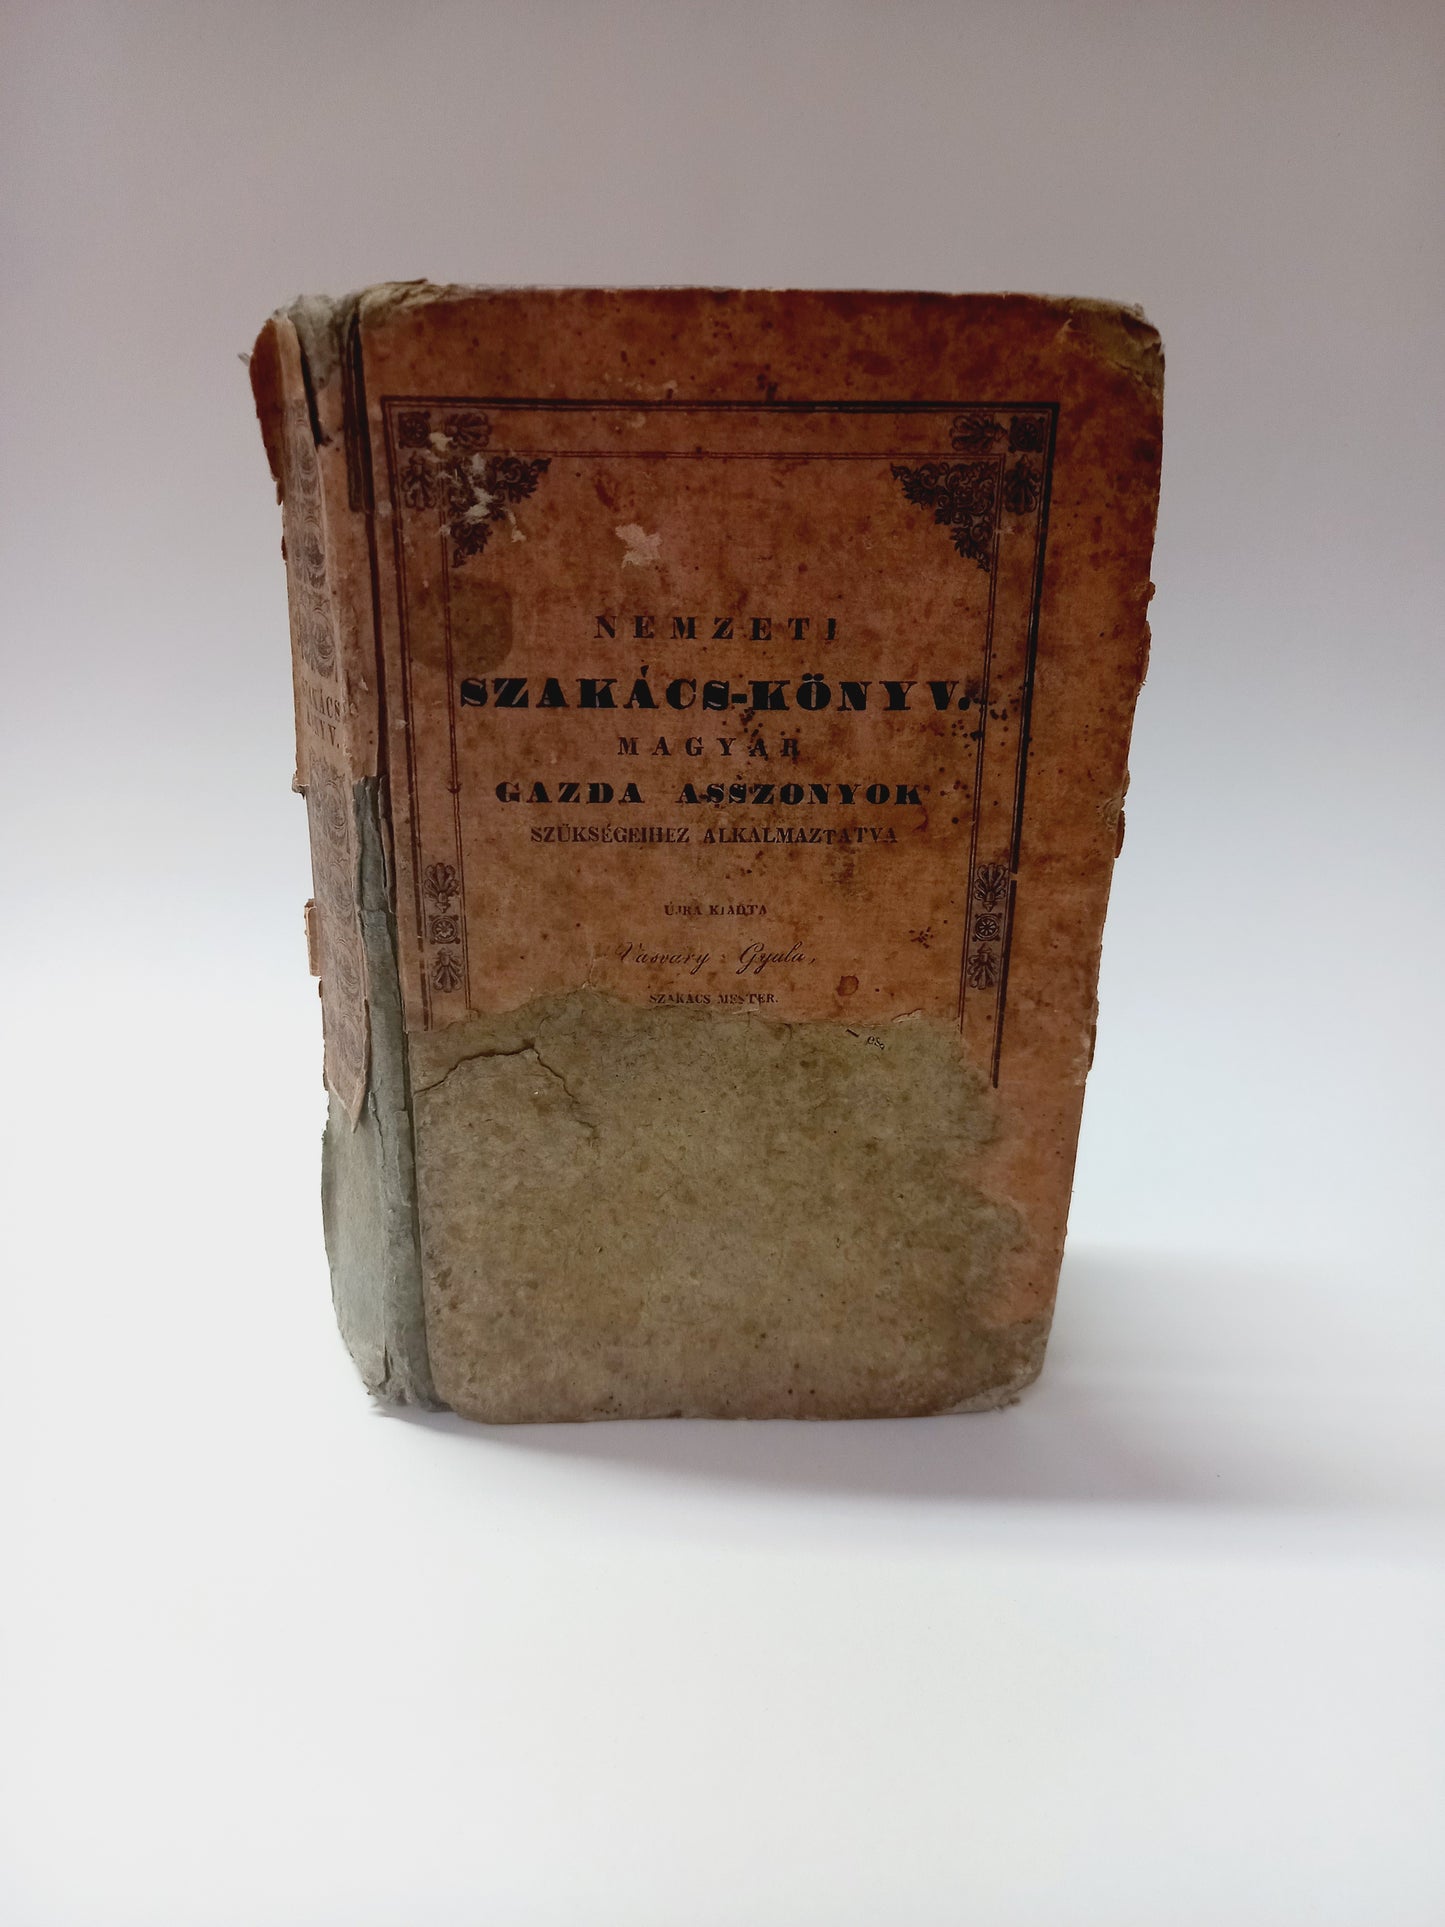 NEMZETI
SZAKÁCS-KÖNYV.
MAGYAR
GAZDA ASSZONYOK
SZÜKSÉGEIHEZ ALKALMAZTATVA
ÚJRA KIADTA
Vasváry Gyula,
SZAKÁCS MESTER.